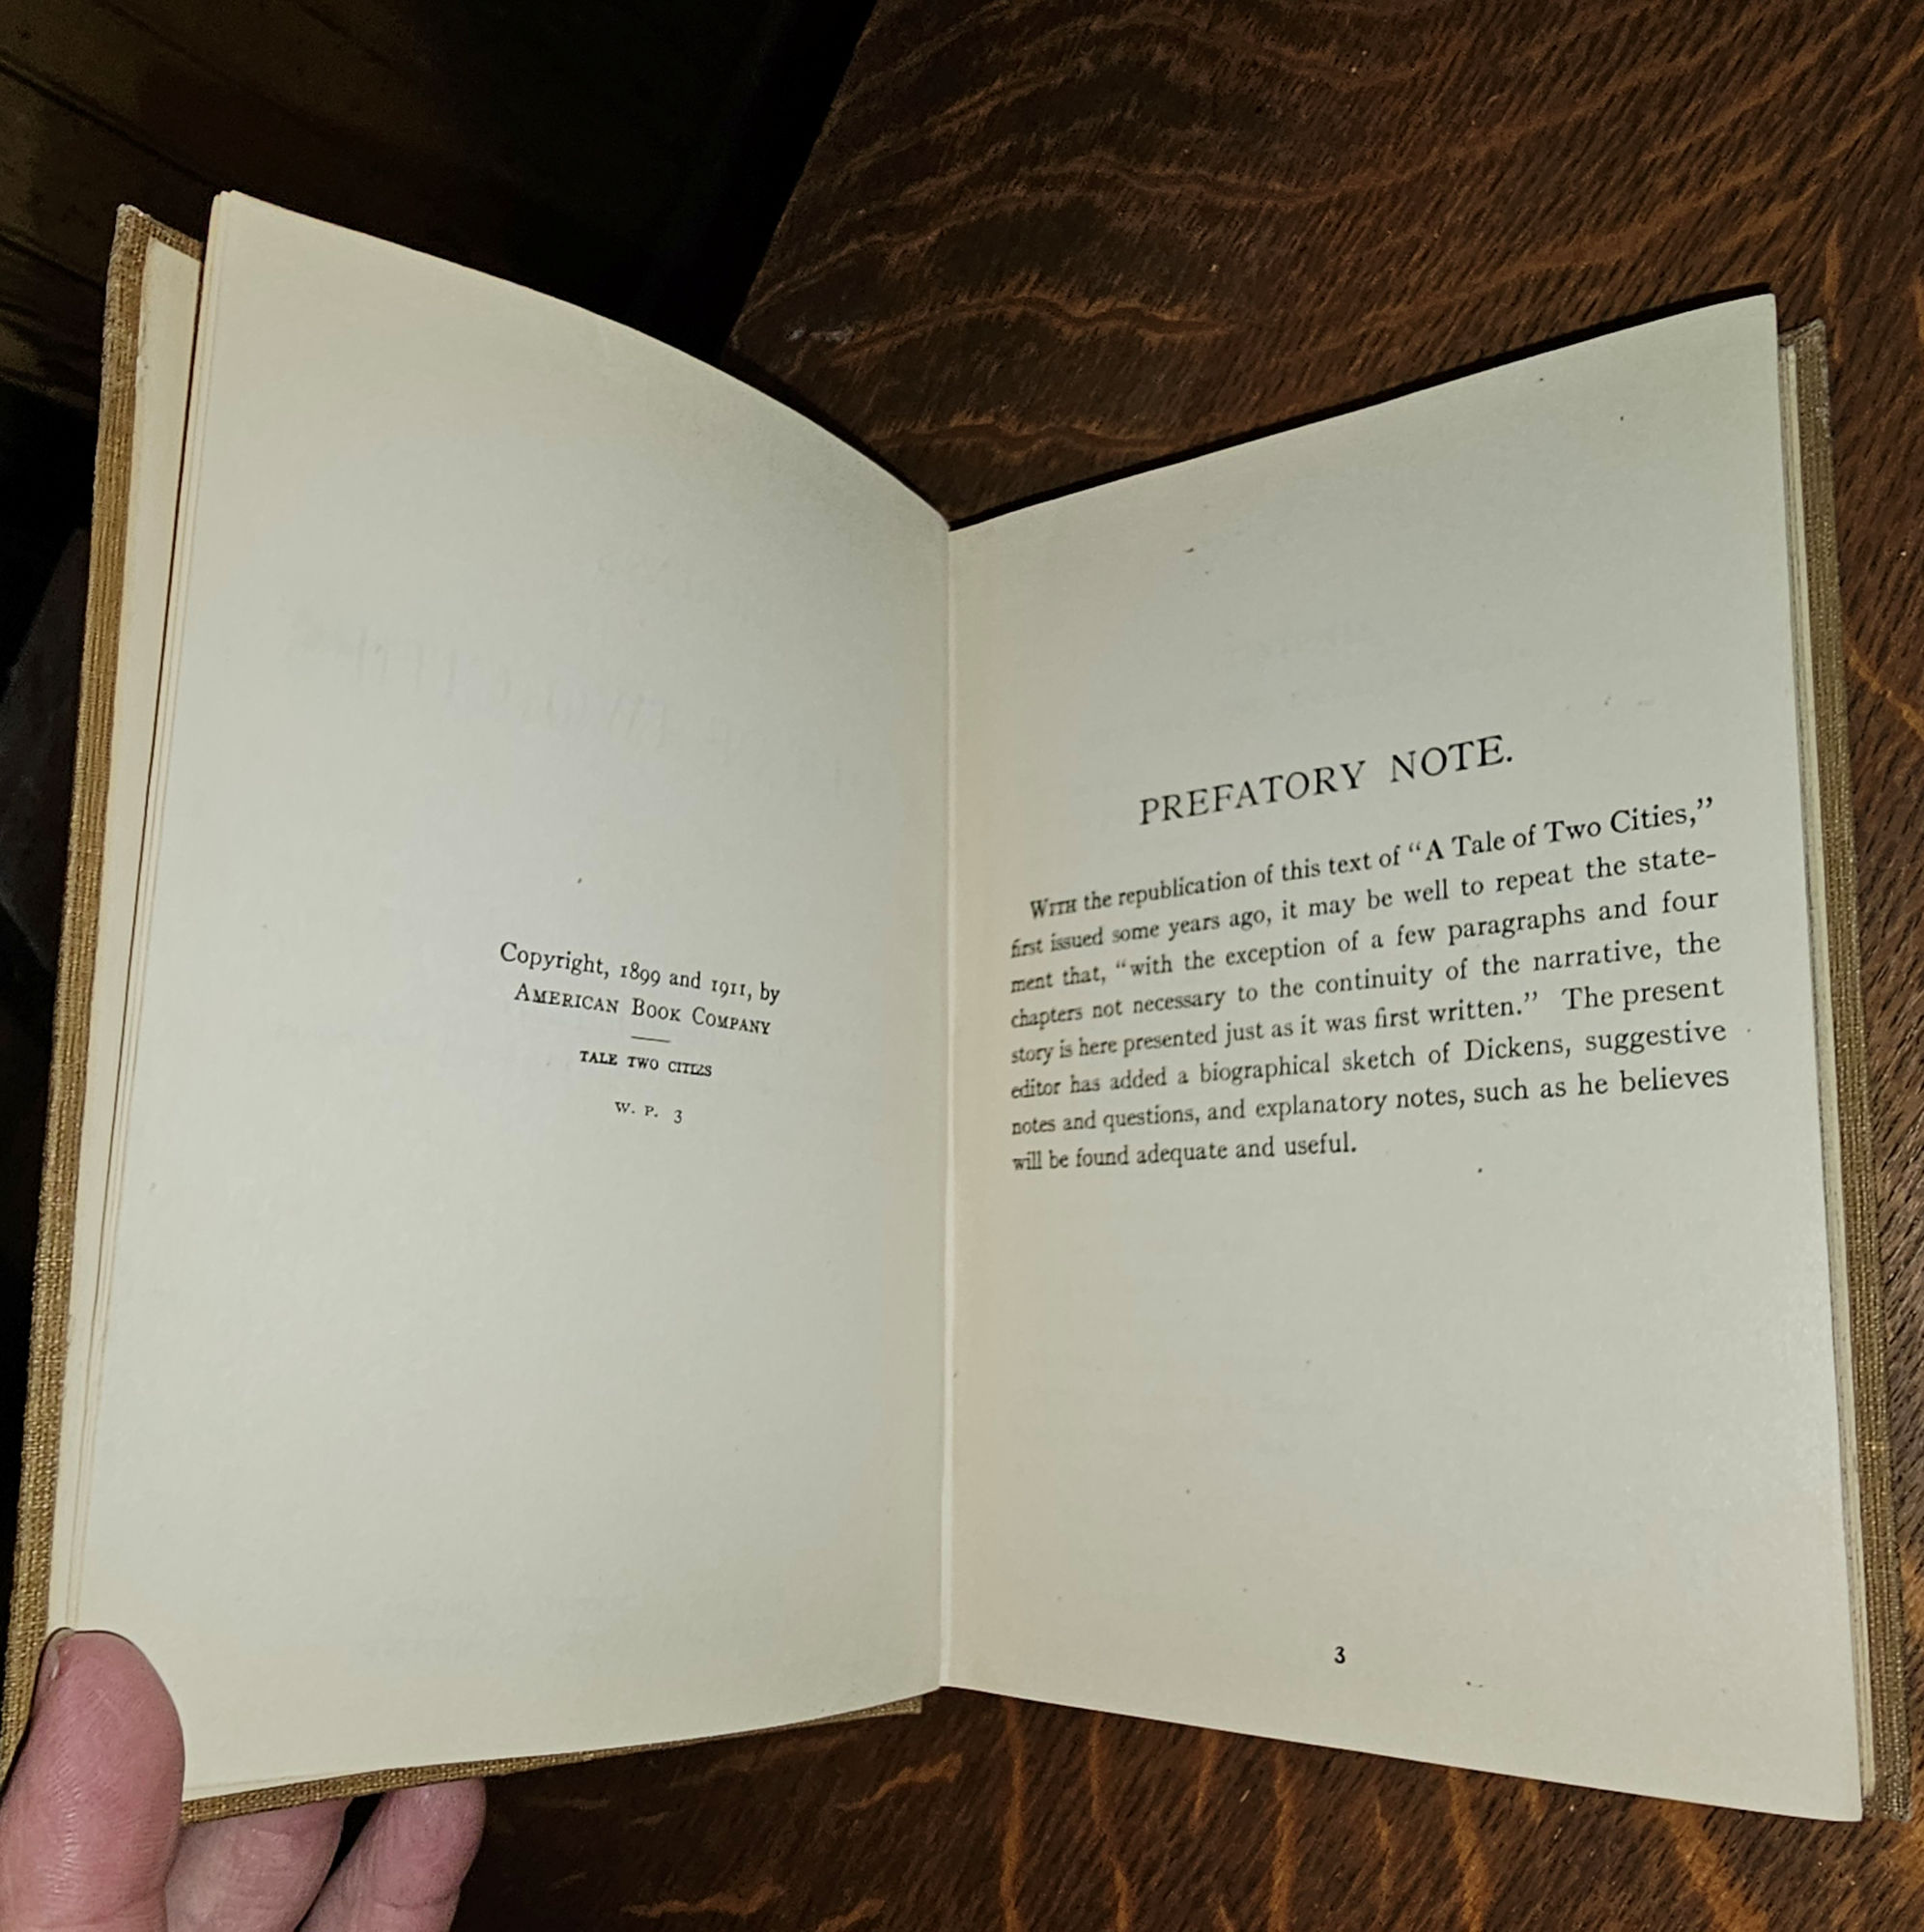 Copyright, 1899 and 1911, by
AMERICAN BOOK COMPANY
TALE TWO CITIES
W. P. 3
PREFATORY NOTE.
WITH the republication of this text of “A Tale of Two Cities,”
first issued some years ago, it may be well to repeat the state-
ment that, “with the exception of a few paragraphs and four
chapters not necessary to the continuity of the narrative, the
story is here presented just as it was first written.” The present
editor has added a biographical sketch of Dickens, suggestive
notes and questions, and explanatory notes, such as he believes
will be found adequate and useful.
3